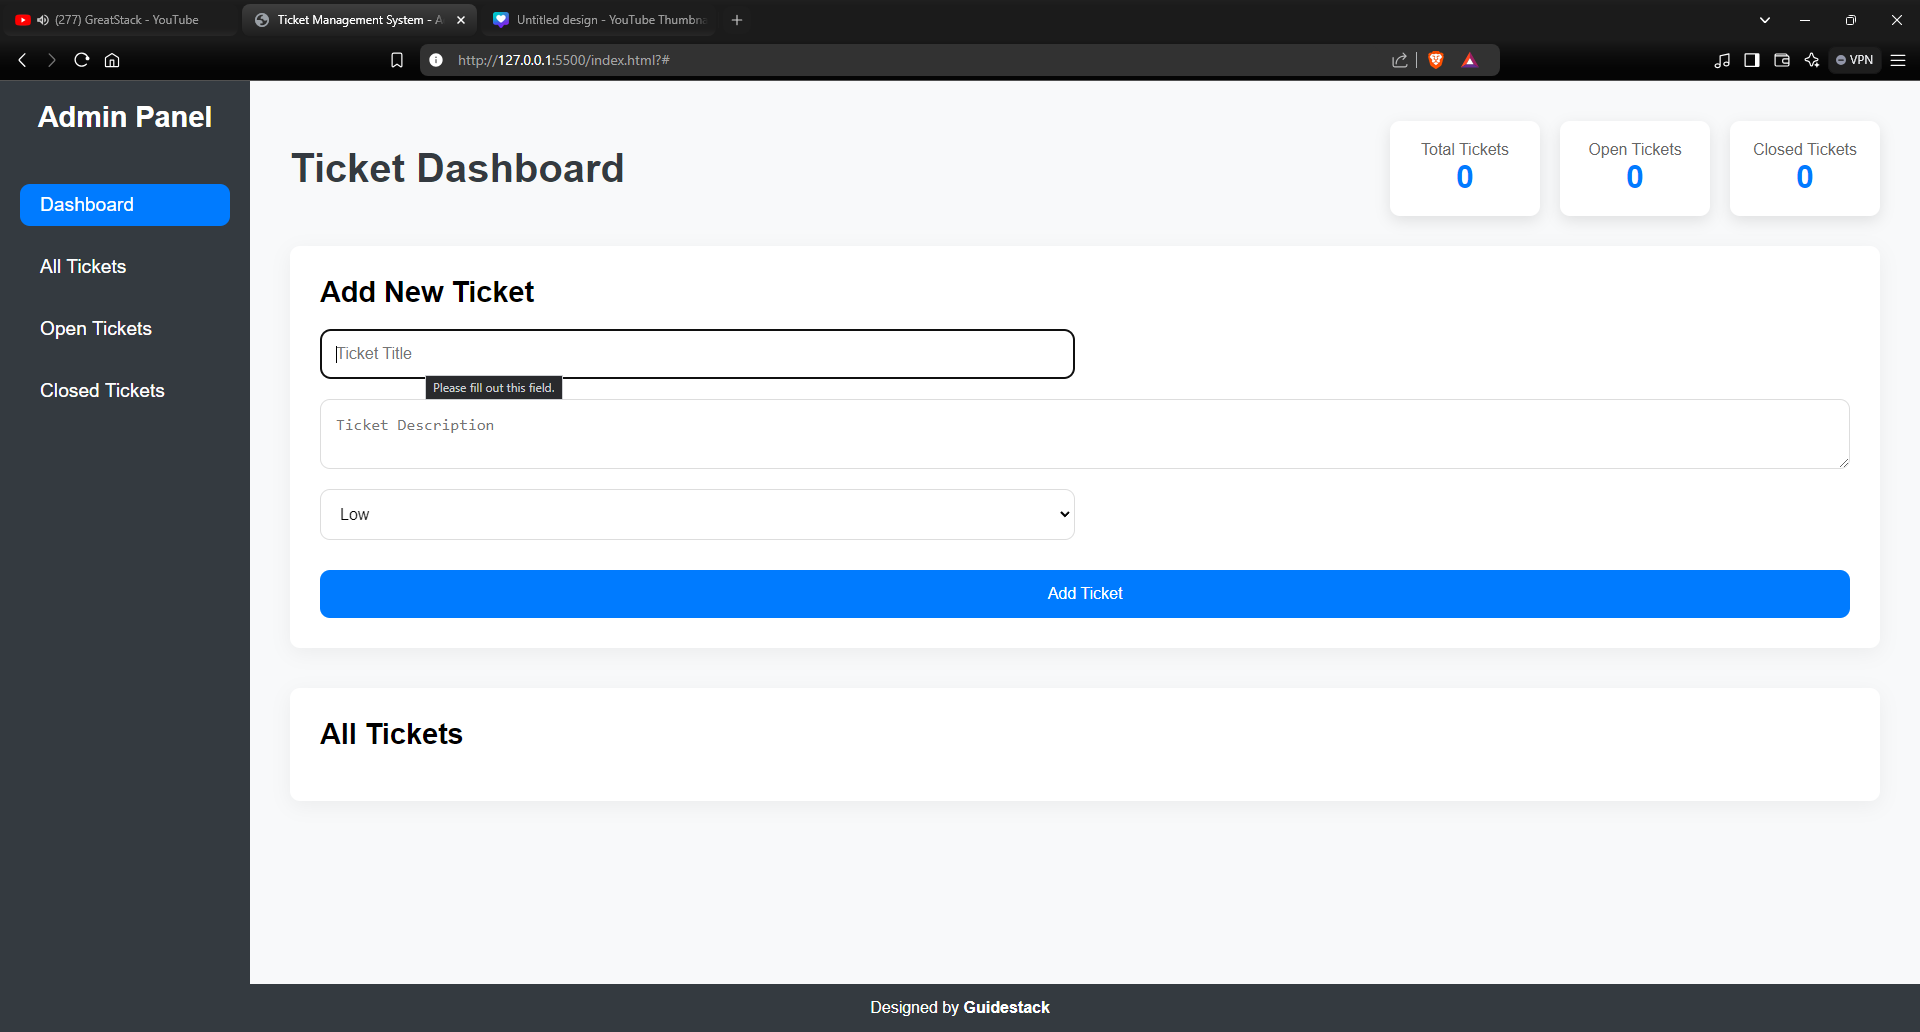 (277) GreatStack - YouTube
Ticket Management System - A
Untitled design - YouTube Thumbna
http://127.0.0.1:5500/index.html?#
VPN
Admin Panel
Dashboard
All Tickets
Open Tickets
Closed Tickets
Ticket Dashboard
Total Tickets
0
Open Tickets
0
Closed Tickets
0
Add New Ticket
Ticket Title
Please fill out this field.
Ticket Description
Low
Add Ticket
All Tickets
Designed by Guidestack